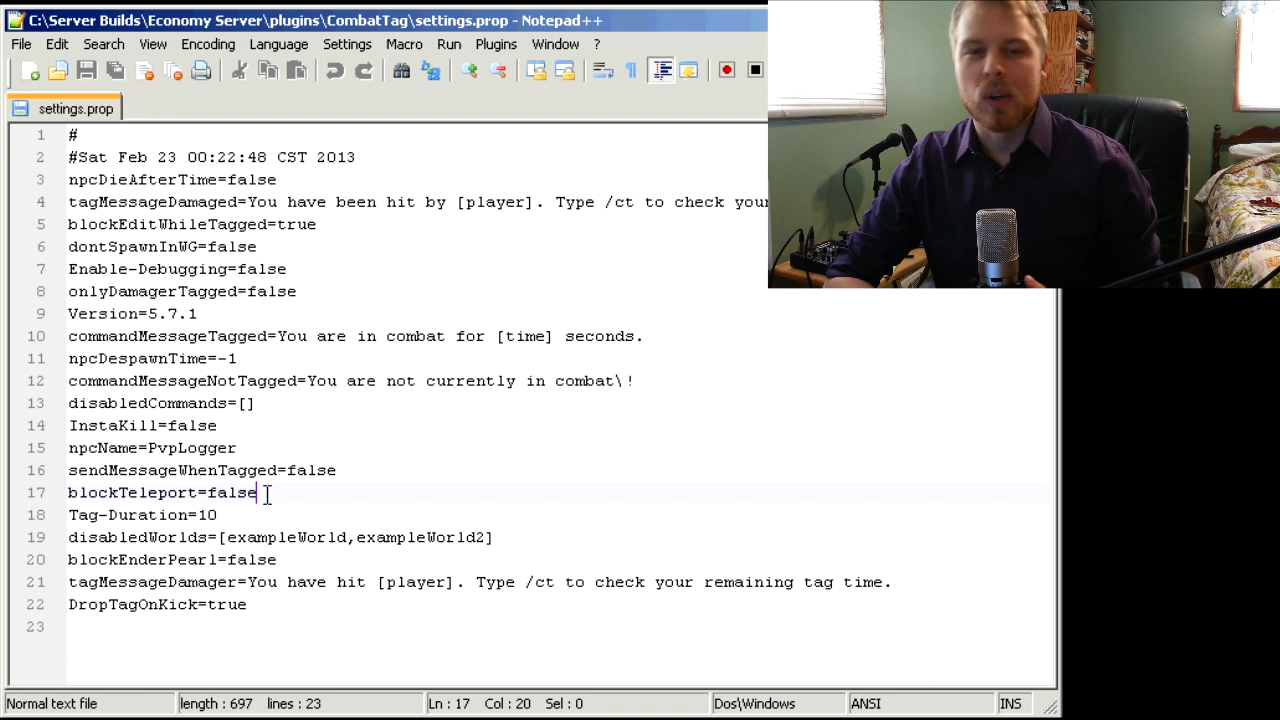 C:\Server Builds\Economy Server\plugins\CombatTag\settings.prop - Notepad++
File Edit Search View Encoding Language Settings Macro Run Plugins Window ?
settings.prop
1 #
2 #Sat Feb 23 00:22:48 CST 2013
3 npcDieAfterTime=false
4 tagMessageDamaged=You have been hit by [player]. Type /ct to check your
5 blockEditWhileTagged=true
6 dontSpawnInWG=false
7 Enable-Debugging=false
8 onlyDamagerTagged=false
9 Version=5.7.1
10 commandMessageTagged=You are in combat for [time] seconds.
11 npcDespawnTime=-1
12 commandMessageNotTagged=You are not currently in combat\!
13 disabledCommands=[]
14 InstaKill=false
15 npcName=PvpLogger
16 sendMessageWhenTagged=false
17 blockTeleport=false
18 Tag-Duration=10
19 disabledWorlds=[exampleWorld,exampleWorld2]
20 blockEnderPearl=false
21 tagMessageDamager=You have hit [player]. Type /ct to check your remaining tag time.
22 DropTagOnKick=true
23
Normal text file length : 697 lines : 23 Ln : 17 Col : 20 Sel : 0 Dos\Windows ANSI INS